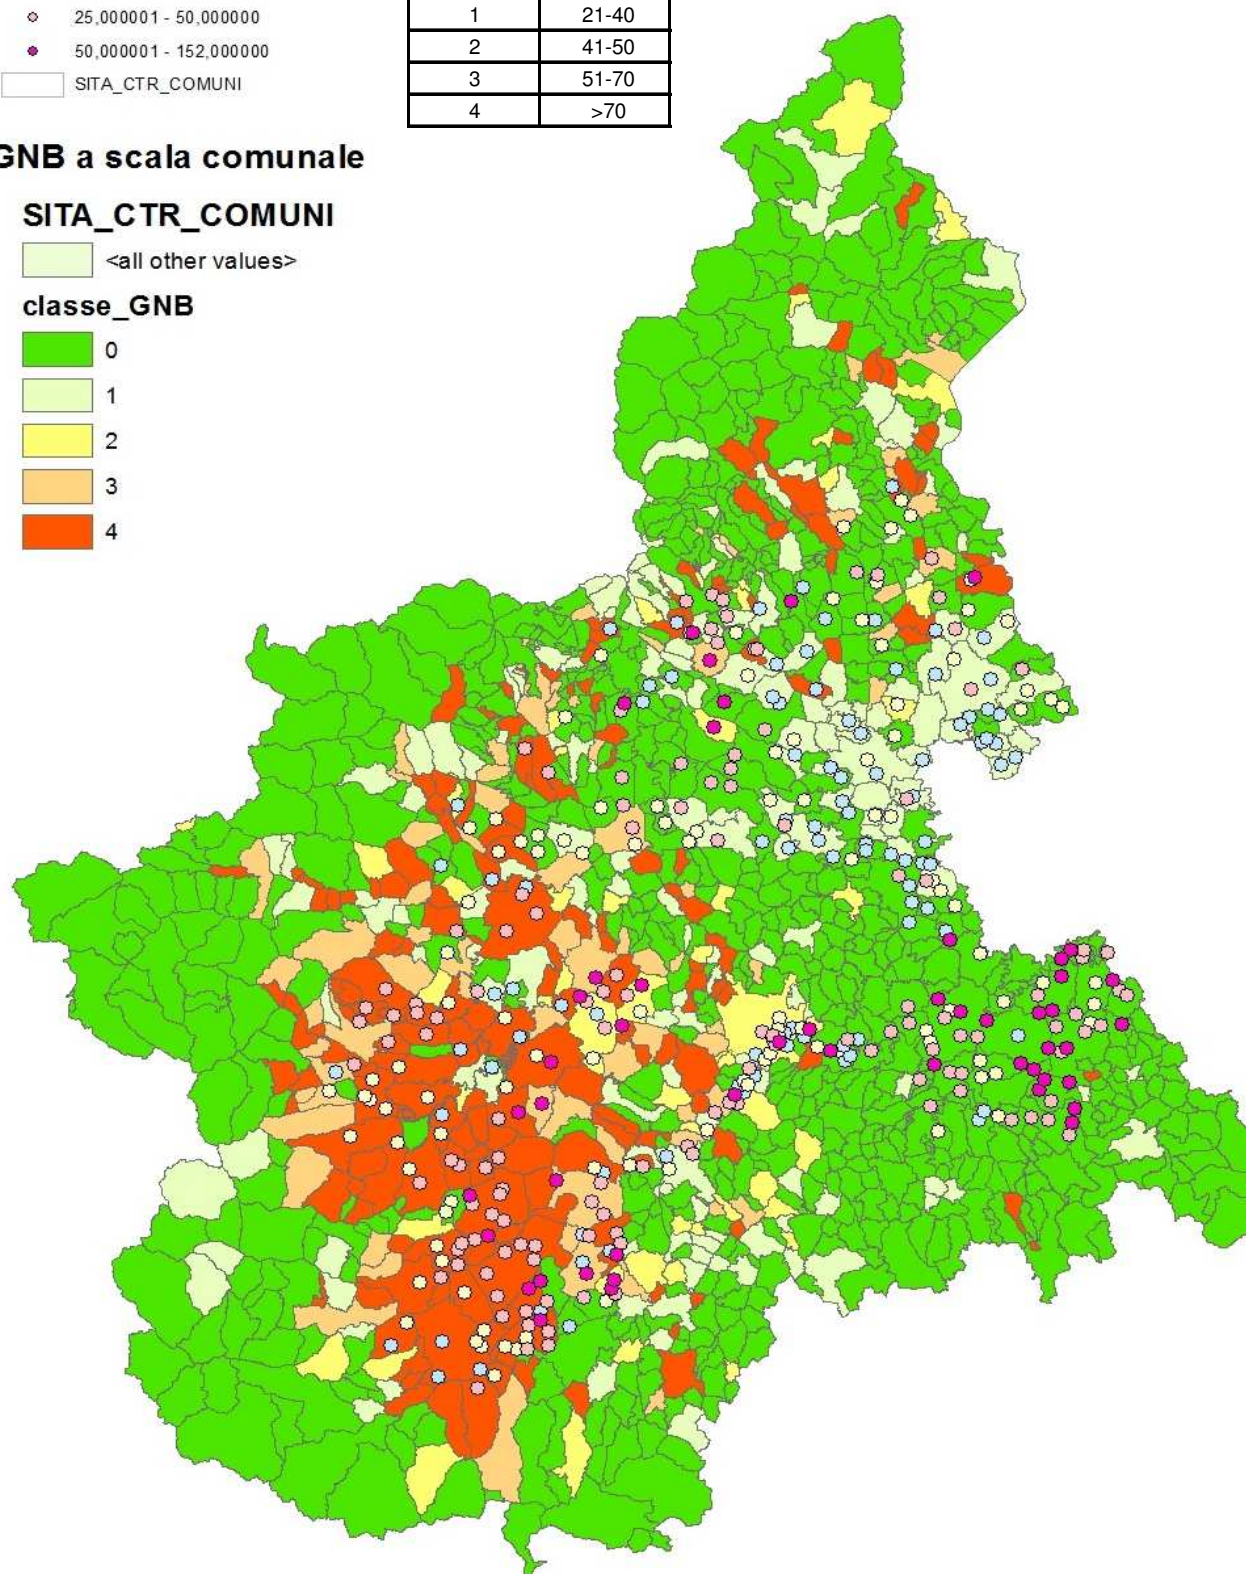 25,000001 - 50,000000
50,000001 - 152,000000
SITA_CTR_COMUNI
1 21-40
2 41-50
3 51-70
4 >70
GNB a scala comunale
SITA_CTR_COMUNI
<all other values>
classe_GNB
0
1
2
3
4